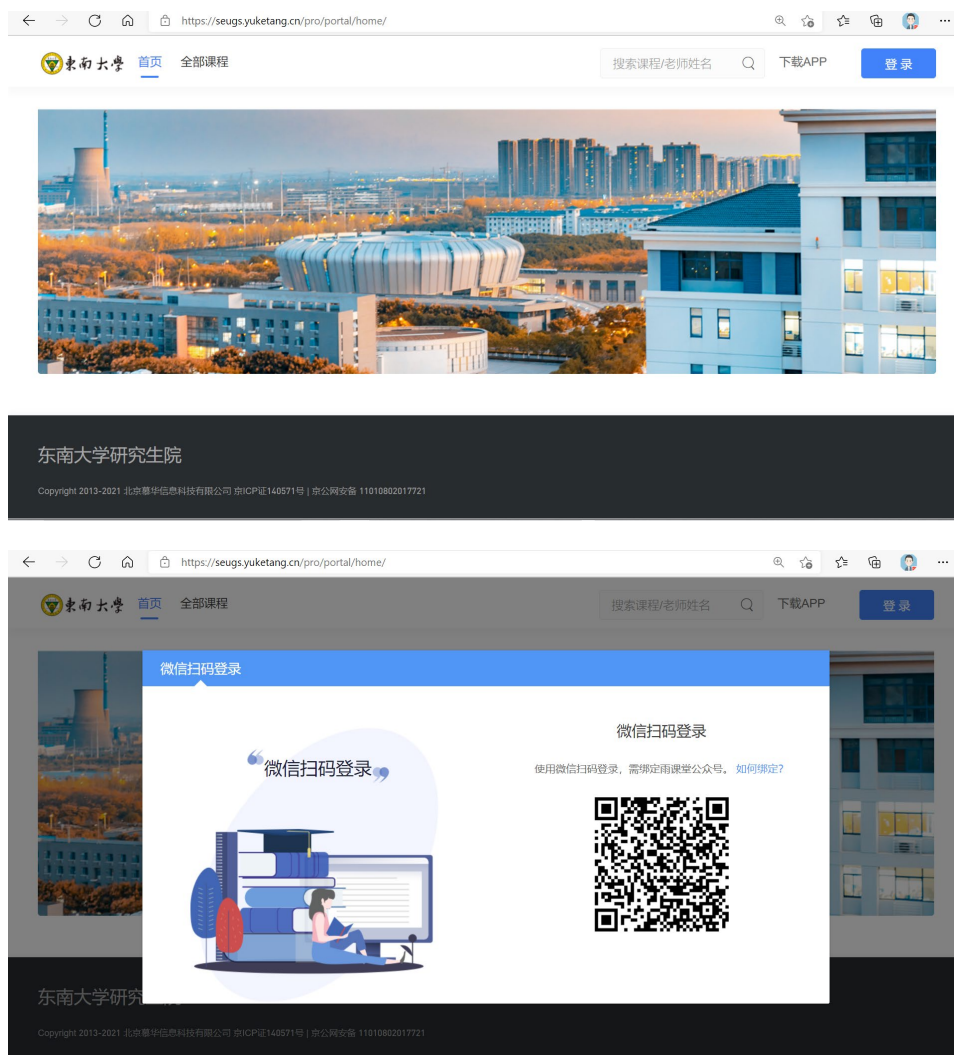 https://seugs.yuketang.cn/pro/portal/home/
東南大學 首页 全部课程 搜索课程/老师姓名 下载APP 登 录
东南大学研究生院
Copyright 2013-2021 北京慕华信息科技有限公司 京ICP证140571号 | 京公网安备 11010802017721
https://seugs.yuketang.cn/pro/portal/home/
東南大學 首页 全部课程 搜索课程/老师姓名 下载APP 登 录
微信扫码登录
微信扫码登录
“微信扫码登录”
使用微信扫码登录，需绑定雨课堂公众号。 如何绑定?
东南大学研究
Copyright 2013-2021 北京慕华信息科技有限公司 京ICP证140571号 | 京公网安备 11010802017721